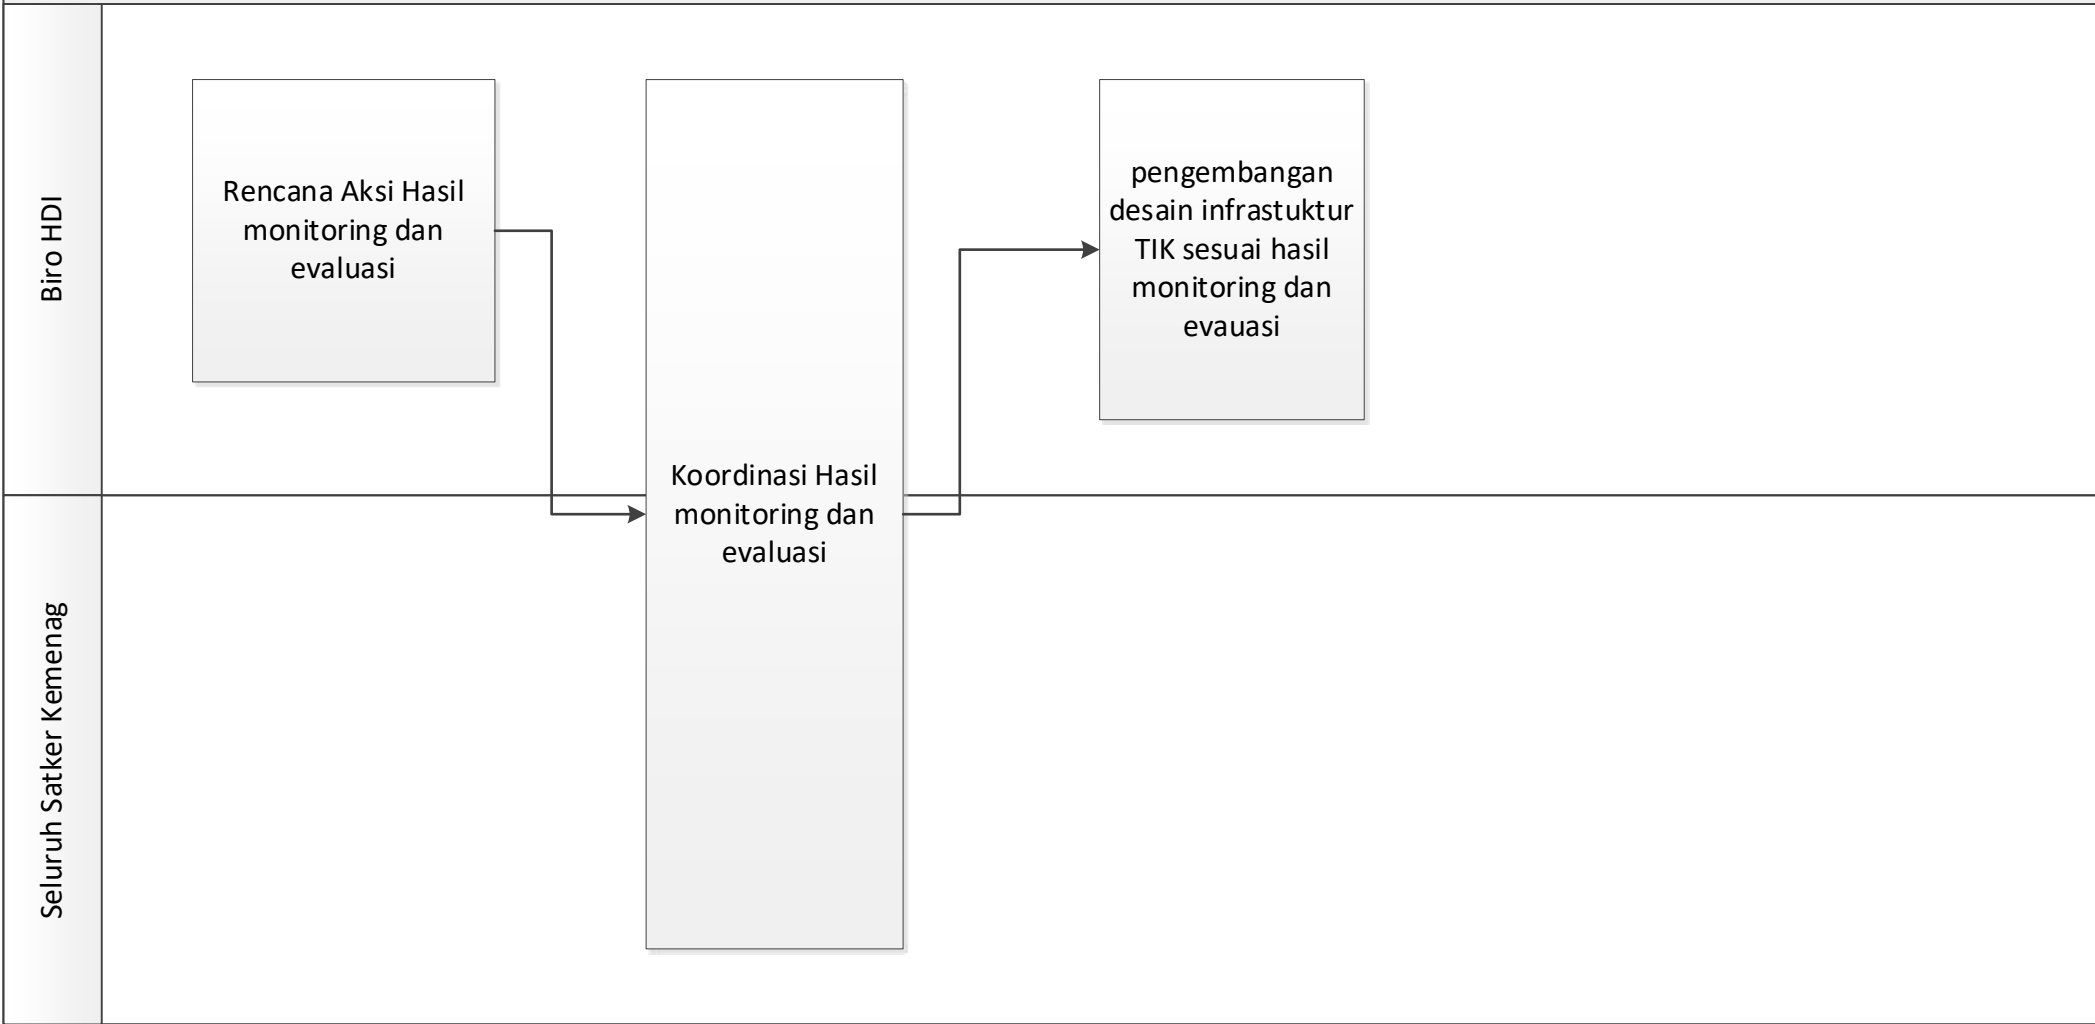 Biro HDI
Rencana Aksi Hasil
monitoring dan
evaluasi
Koordinasi Hasil
monitoring dan
evaluasi
pengembangan
desain infrastuktur
TIK sesuai hasil
monitoring dan
evauasi
Seluruh Satker Kemenag